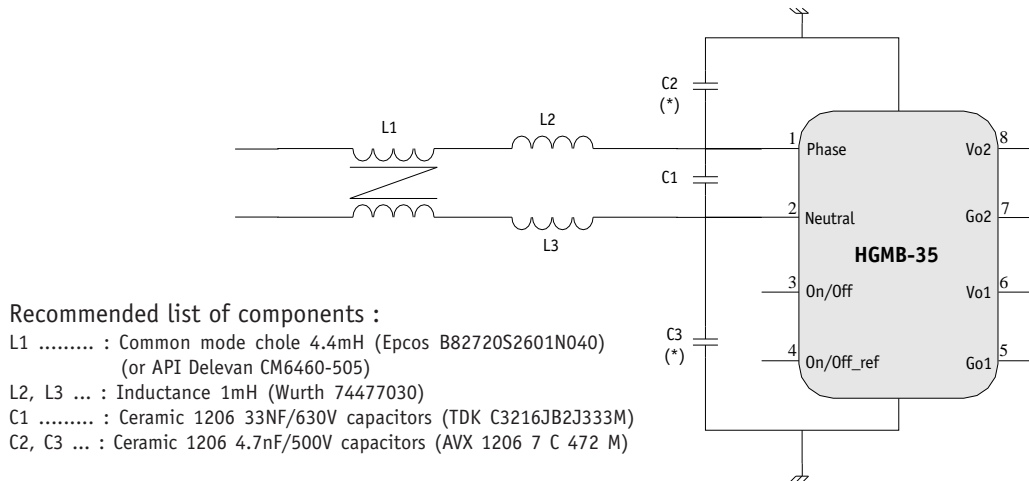 C2
(*)
L1
L2
1
Phase
Vo2
8
C1
2
Neutral
Go2
7
L3
HGMB-35
3
On/Off
Vo1
6
C3
(*)
4
On/Off_ref
Go1
5
Recommended list of components :
L1 ......... : Common mode chole 4.4mH (Epcos B82720S2601N040)
(or API Delevan CM6460-505)
L2, L3 ... : Inductance 1mH (Wurth 74477030)
C1 ......... : Ceramic 1206 33NF/630V capacitors (TDK C3216JB2J333M)
C2, C3 ... : Ceramic 1206 4.7nF/500V capacitors (AVX 1206 7 C 472 M)